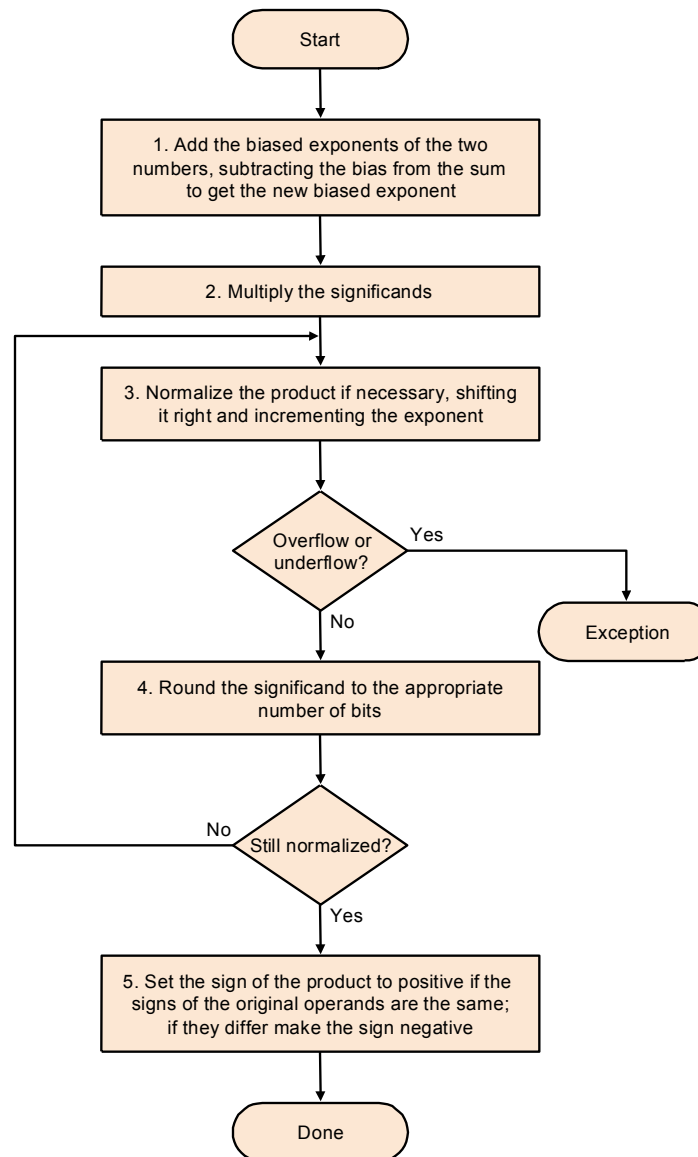 Start
1. Add the biased exponents of the two
numbers, subtracting the bias from the sum
to get the new biased exponent
2. Multiply the significands
3. Normalize the product if necessary, shifting
it right and incrementing the exponent
Overflow or
underflow?
Yes
No
Exception
4. Round the significand to the appropriate
number of bits
No
Still normalized?
Yes
5. Set the sign of the product to positive if the
signs of the original operands are the same;
if they differ make the sign negative
Done